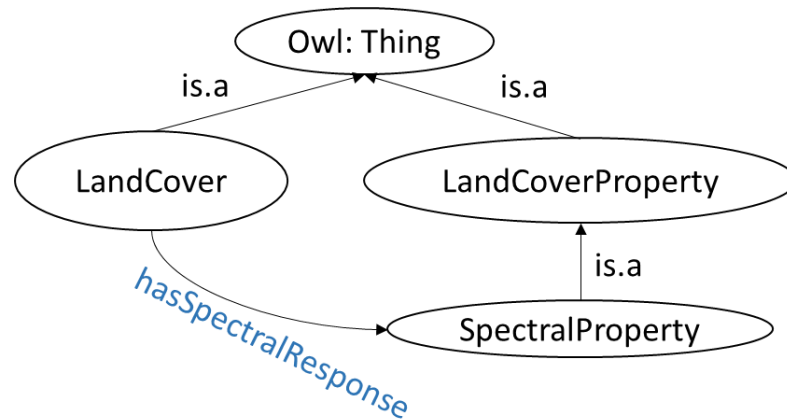 Owl: Thing
is.a
is.a
LandCover
LandCoverProperty
is.a
hasSpectralResponse
SpectralProperty